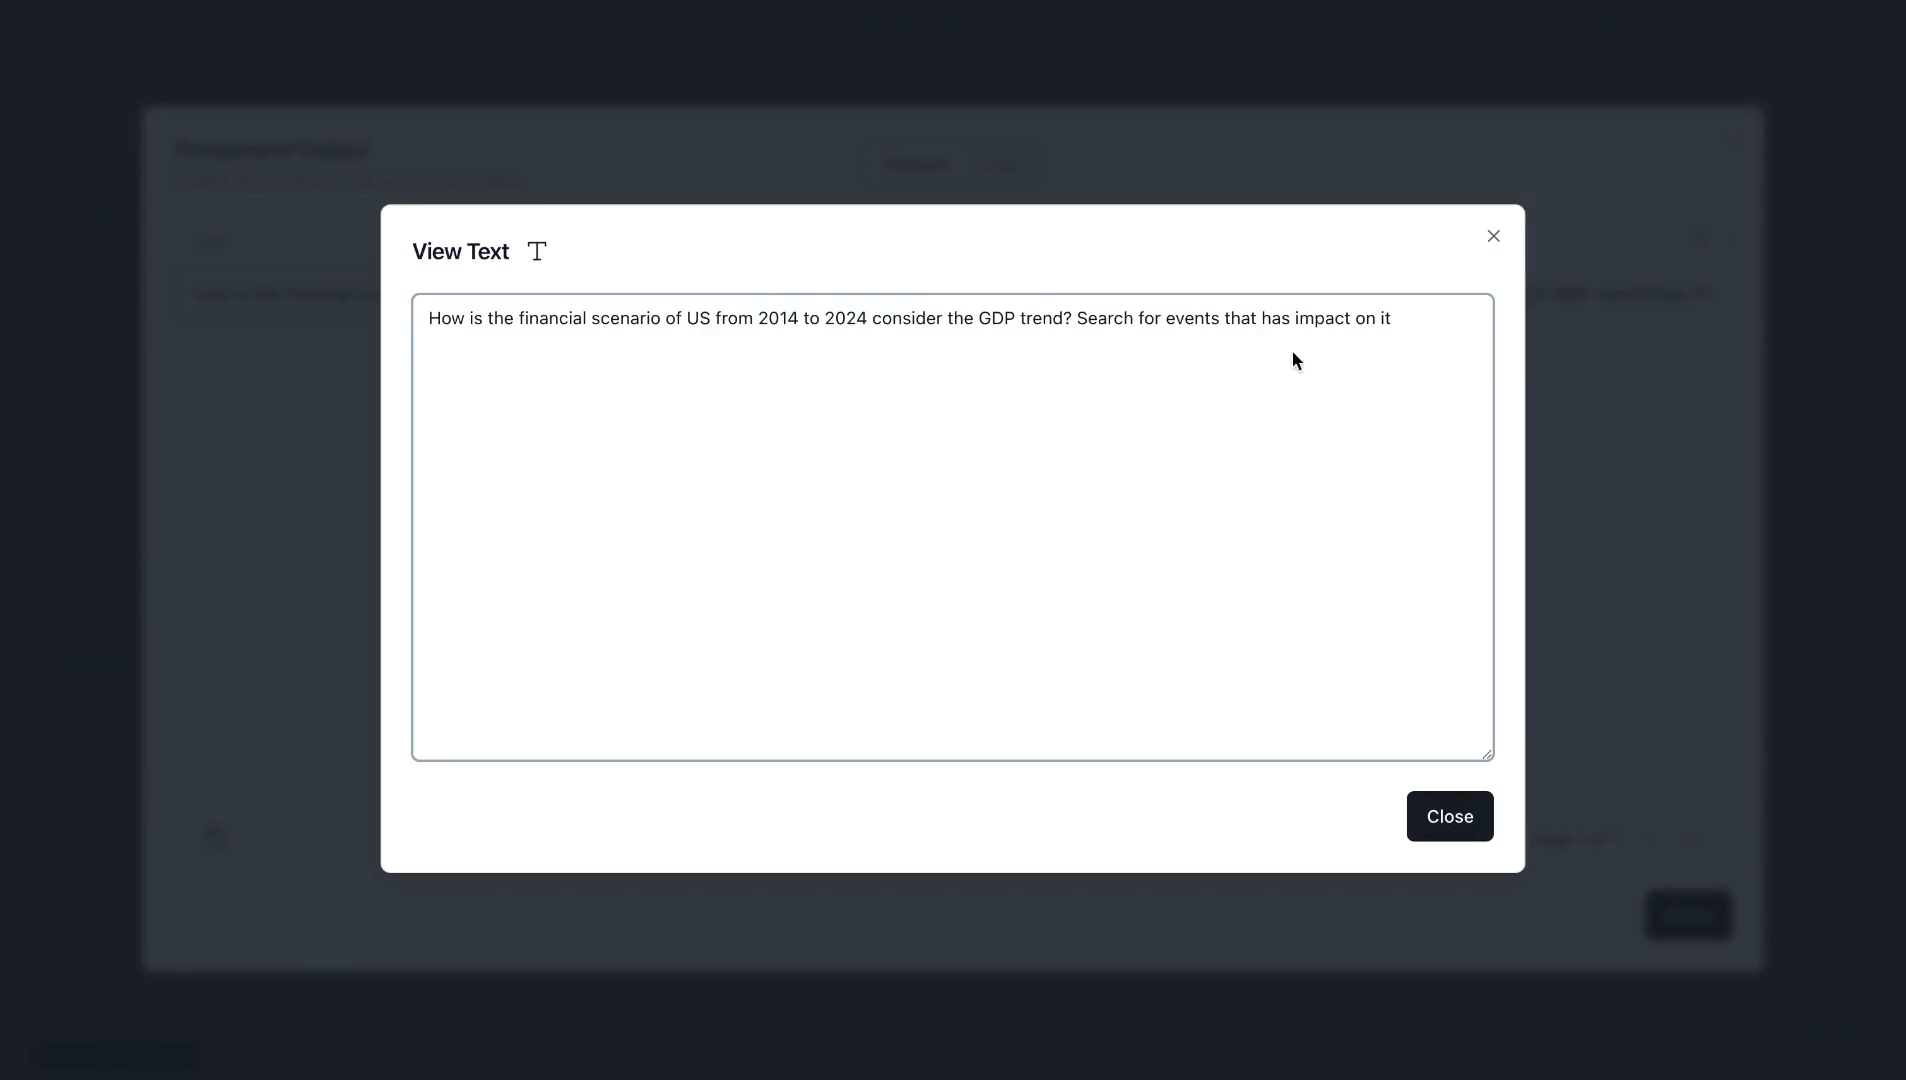 View Text
How is the financial scenario of US from 2014 to 2024 consider the GDP trend? Search for events that has impact on it
Close